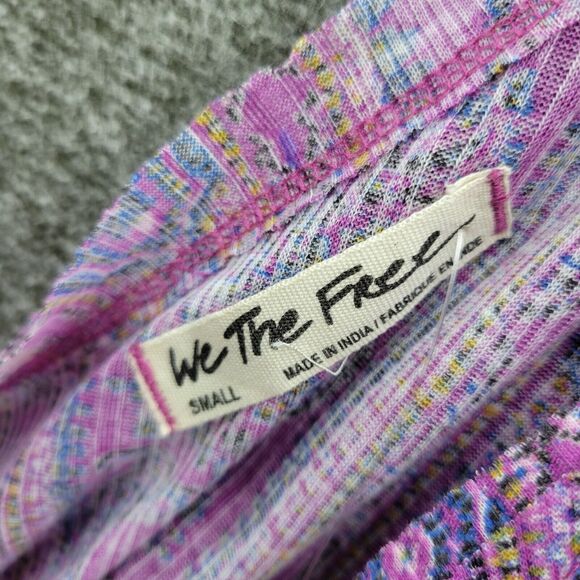 We The Free
SMALL
MADE IN INDIA / FABRIQUE EN INDE